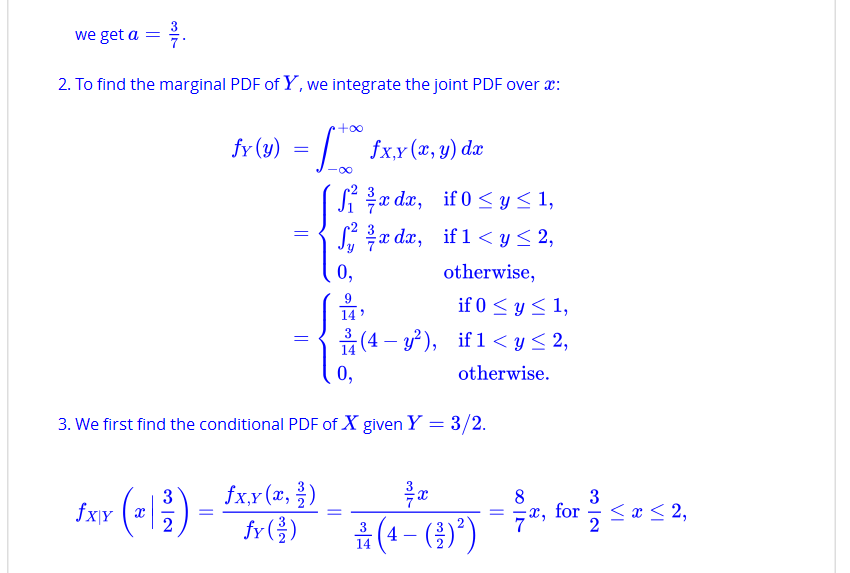 we get a = 3/7.
2. To find the marginal PDF of Y, we integrate the joint PDF over x:
f_Y(y) = ∫_{−∞}^{+∞} f_{X,Y}(x, y) dx
= { ∫_1^2 3/7 x dx, if 0 ≤ y ≤ 1,
∫_y^2 3/7 x dx, if 1 < y ≤ 2,
0, otherwise,
= { 9/14, if 0 ≤ y ≤ 1,
3/14 (4 − y²), if 1 < y ≤ 2,
0, otherwise.
3. We first find the conditional PDF of X given Y = 3/2.
f_{X|Y} (x | 3/2) = f_{X,Y}(x, 3/2) / f_Y(3/2) = 3/7 x / 3/14 (4 − (3/2)²) = 8/7 x, for 3/2 ≤ x ≤ 2,